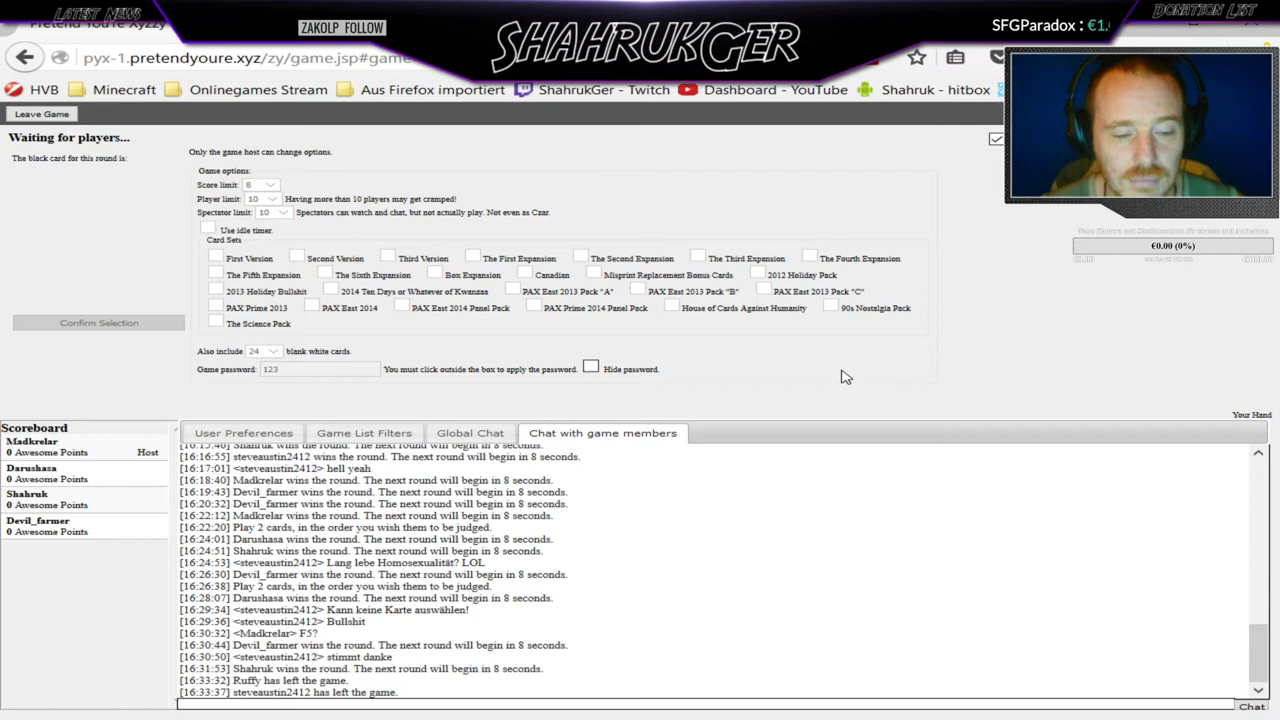 LATEST NEWS
DONATION LIST
Pretend You're Xyzzy
ZAKOLP FOLLOW
SHAHRUKGER
SFGParadox : €1.
pyx-1.pretendyoure.xyz/zy/game.jsp#game
HVB Minecraft Onlinegames Stream Aus Firefox importiert ShahrukGer - Twitch Dashboard - YouTube Shahruk - hitbox
Leave Game
Waiting for players...
The black card for this round is:
Only the game host can change options.
Game options:
Score limit: 8
Player limit: 10 Having more than 10 players may get cramped!
Spectator limit: 10 Spectators can watch and chat, but not actually play. Not even as Czar.
Use idle timer.
Card Sets
First Version Second Version Third Version The First Expansion The Second Expansion The Third Expansion The Fourth Expansion
The Fifth Expansion The Sixth Expansion Box Expansion Canadian Misprint Replacement Bonus Cards 2012 Holiday Pack
2013 Holiday Bullshit 2014 Ten Days or Whatever of Kwanzaa PAX East 2013 Pack "A" PAX East 2013 Pack "B" PAX East 2013 Pack "C"
PAX Prime 2013 PAX East 2014 PAX East 2014 Panel Pack PAX Prime 2014 Panel Pack House of Cards Against Humanity 90s Nostalgia Pack
The Science Pack
Also include 24 blank white cards.
Game password: 123 You must click outside the box to apply the password. Hide password.
Confirm Selection
€0.00 (0%)
Your Hand
Scoreboard
Madkrelar
0 Awesome Points Host
Darushasa
0 Awesome Points
Shahruk
0 Awesome Points
Devil_farmer
0 Awesome Points
User Preferences Game List Filters Global Chat Chat with game members
[16:15:46] Shahruk wins the round. The next round will begin in 8 seconds.
[16:16:55] steveaustin2412 wins the round. The next round will begin in 8 seconds.
[16:17:01] <steveaustin2412> hell yeah
[16:18:40] Madkrelar wins the round. The next round will begin in 8 seconds.
[16:19:43] Devil_farmer wins the round. The next round will begin in 8 seconds.
[16:20:32] Devil_farmer wins the round. The next round will begin in 8 seconds.
[16:22:12] Madkrelar wins the round. The next round will begin in 8 seconds.
[16:22:20] Play 2 cards, in the order you wish them to be judged.
[16:24:01] Darushasa wins the round. The next round will begin in 8 seconds.
[16:24:51] Shahruk wins the round. The next round will begin in 8 seconds.
[16:24:53] <steveaustin2412> Lang lebe Homosexualität? LOL
[16:26:30] Devil_farmer wins the round. The next round will begin in 8 seconds.
[16:26:38] Play 2 cards, in the order you wish them to be judged.
[16:28:07] Darushasa wins the round. The next round will begin in 8 seconds.
[16:29:34] <steveaustin2412> Kann keine Karte auswählen!
[16:29:36] <steveaustin2412> Bullshit
[16:30:32] <Madkrelar> F5?
[16:30:44] Devil_farmer wins the round. The next round will begin in 8 seconds.
[16:30:50] <steveaustin2412> stimmt danke
[16:31:53] Shahruk wins the round. The next round will begin in 8 seconds.
[16:33:32] Ruffy has left the game.
[16:33:37] steveaustin2412 has left the game.
Chat